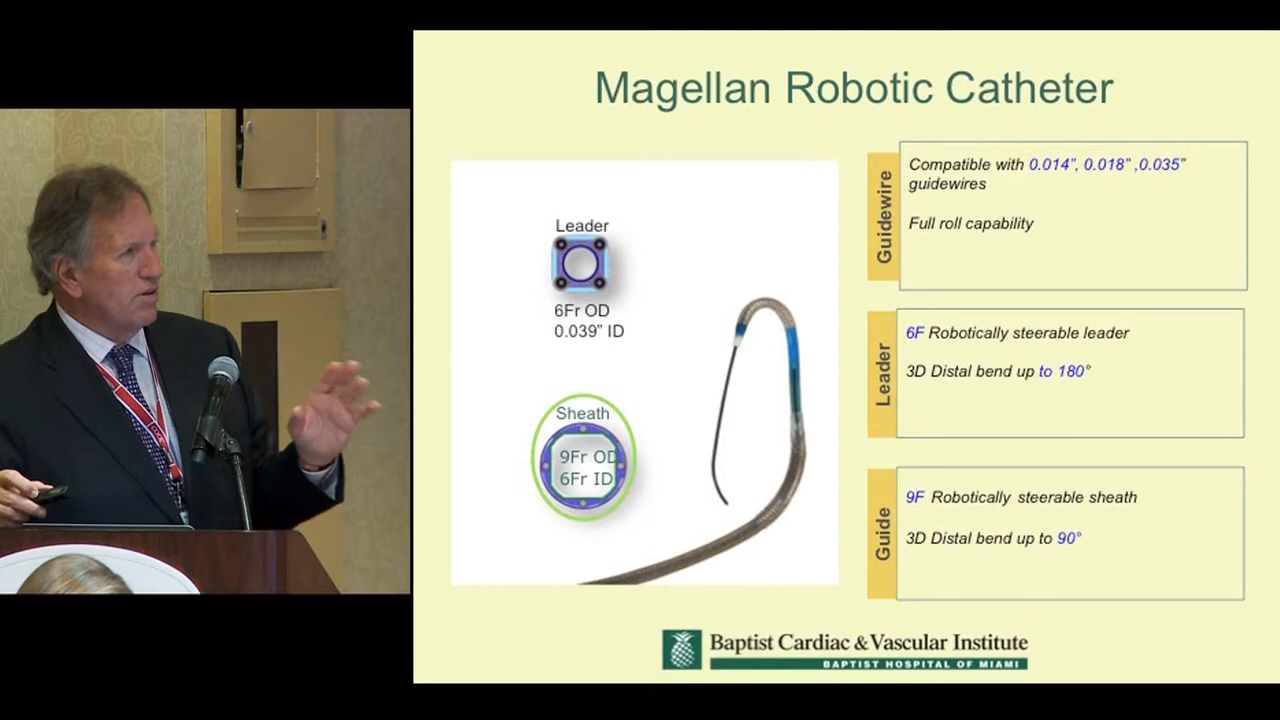 Magellan Robotic Catheter
Leader
6Fr OD
0.039” ID
Sheath
9Fr OD
6Fr ID
Guidewire
Compatible with 0.014”, 0.018” ,0.035”
guidewires
Full roll capability
Leader
6F Robotically steerable leader
3D Distal bend up to 180°
Guide
9F Robotically steerable sheath
3D Distal bend up to 90°
Baptist Cardiac & Vascular Institute
BAPTIST HOSPITAL OF MIAMI